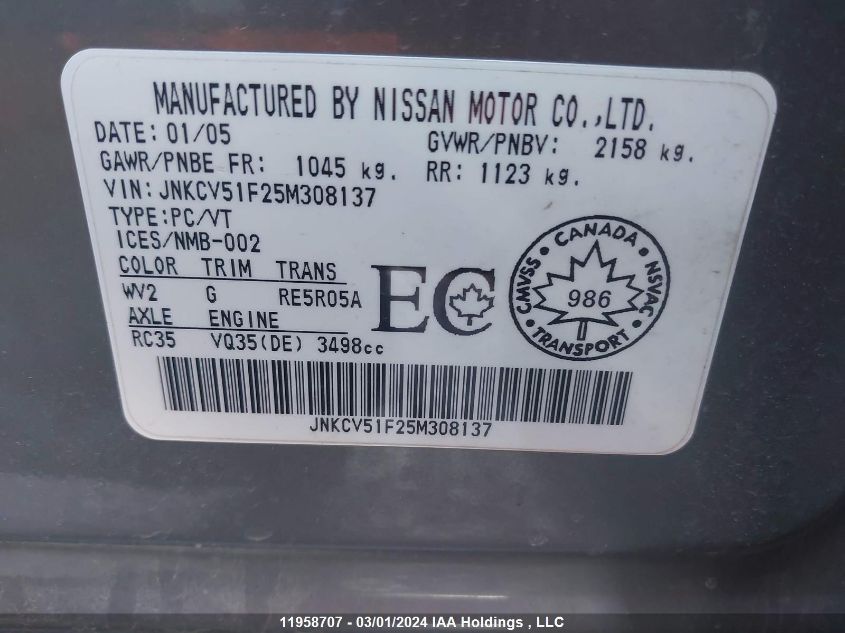 MANUFACTURED BY NISSAN MOTOR CO.,LTD.
DATE: 01/05 GVWR/PNBV: 2158 kg.
GAWR/PNBE FR: 1045 kg. RR: 1123 kg.
VIN: JNKCV51F25M308137
TYPE:PC/VT
ICES/NMB-002
COLOR TRIM TRANS
WV2 G RE5R05A
AXLE ENGINE
RC35 VQ35(DE) 3498cc
EC
CANADA
CMVSS 986 NSVAC
TRANSPORT
JNKCV51F25M308137
11958707 - 03/01/2024 IAA Holdings , LLC